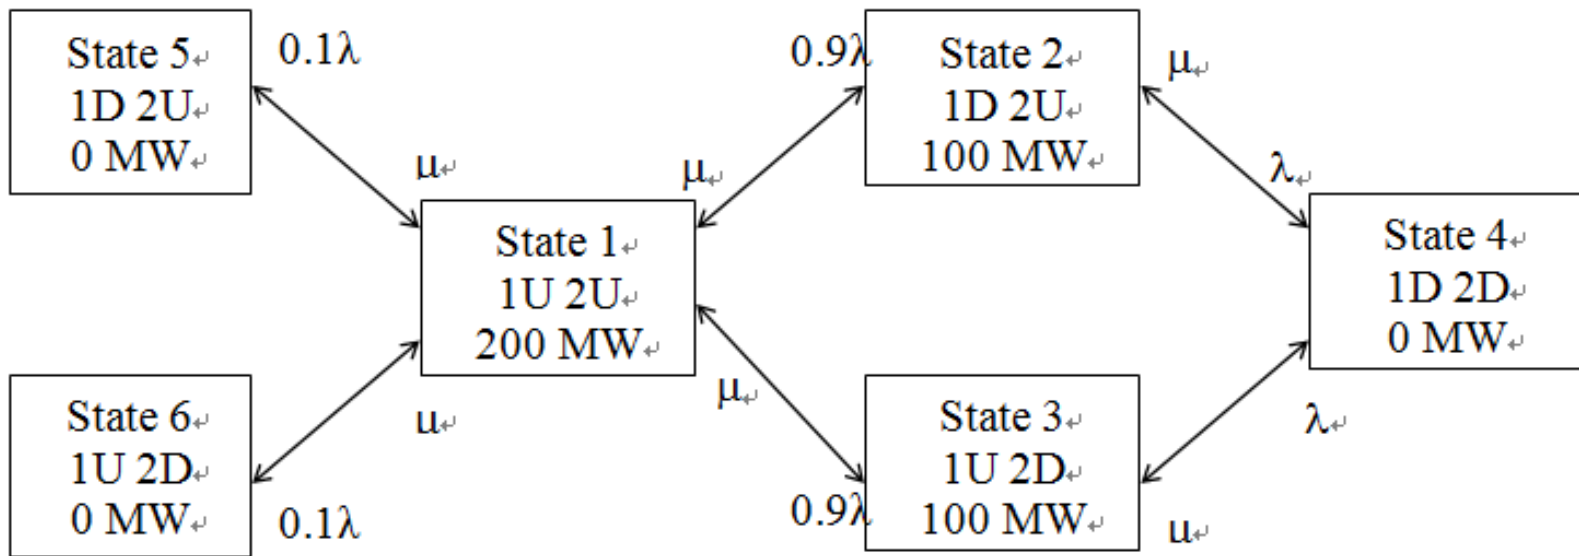 State 5↵
1D 2U↵
0 MW↵
0.1λ
μ↵
State 6↵
1U 2D↵
0 MW↵
0.1λ↵
u↵
State 1↵
1U 2U↵
200 MW↵
μ↵
μ↵
0.9λ
State 2↵
1D 2U↵
100 MW↵
μ↵
λ↵
0.9λ
State 3↵
1U 2D↵
100 MW↵
u↵
λ↵
State 4↵
1D 2D↵
0 MW↵